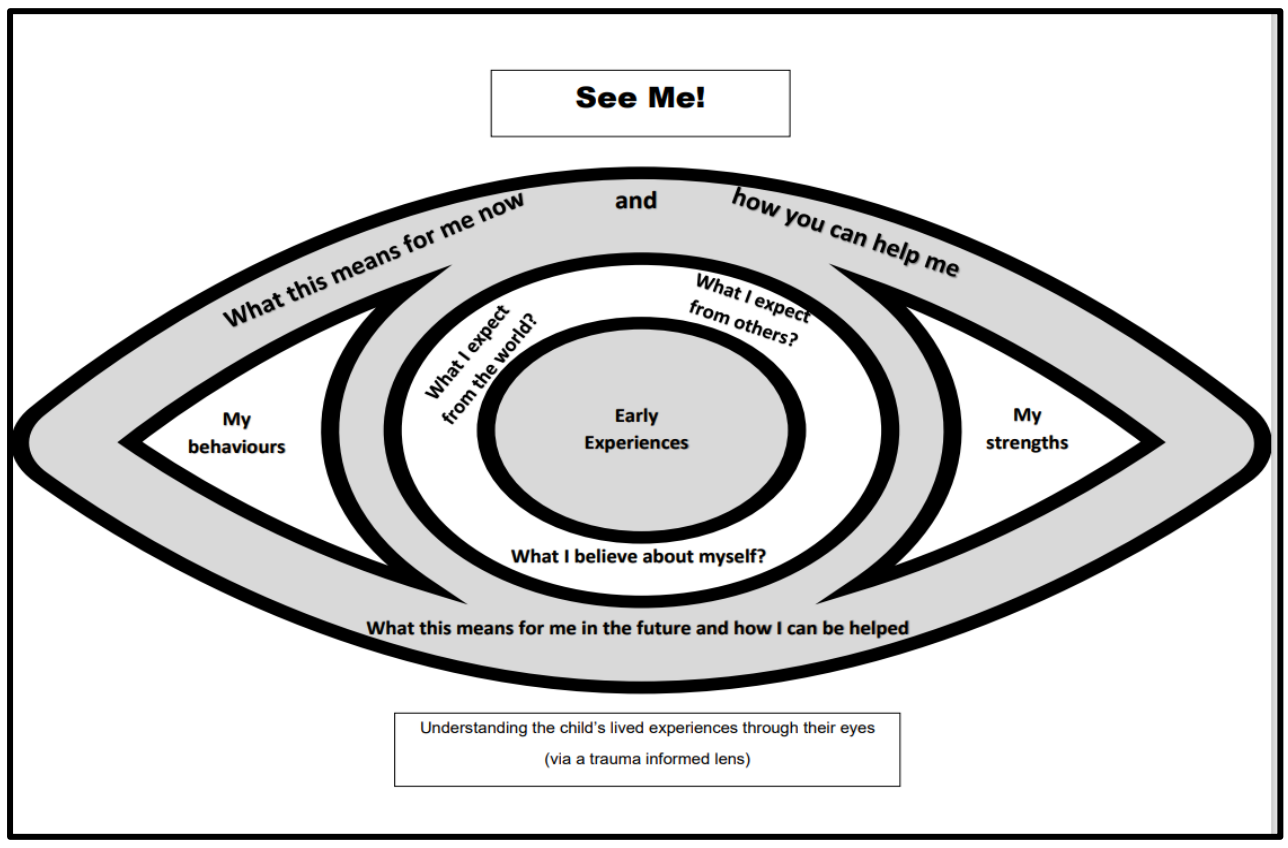 See Me!
What this means for me now and how you can help me
What I expect
from the world?
What I expect
from others?
My
behaviours
Early
Experiences
My
strengths
What I believe about myself?
What this means for me in the future and how I can be helped
Understanding the child’s lived experiences through their eyes
(via a trauma informed lens)